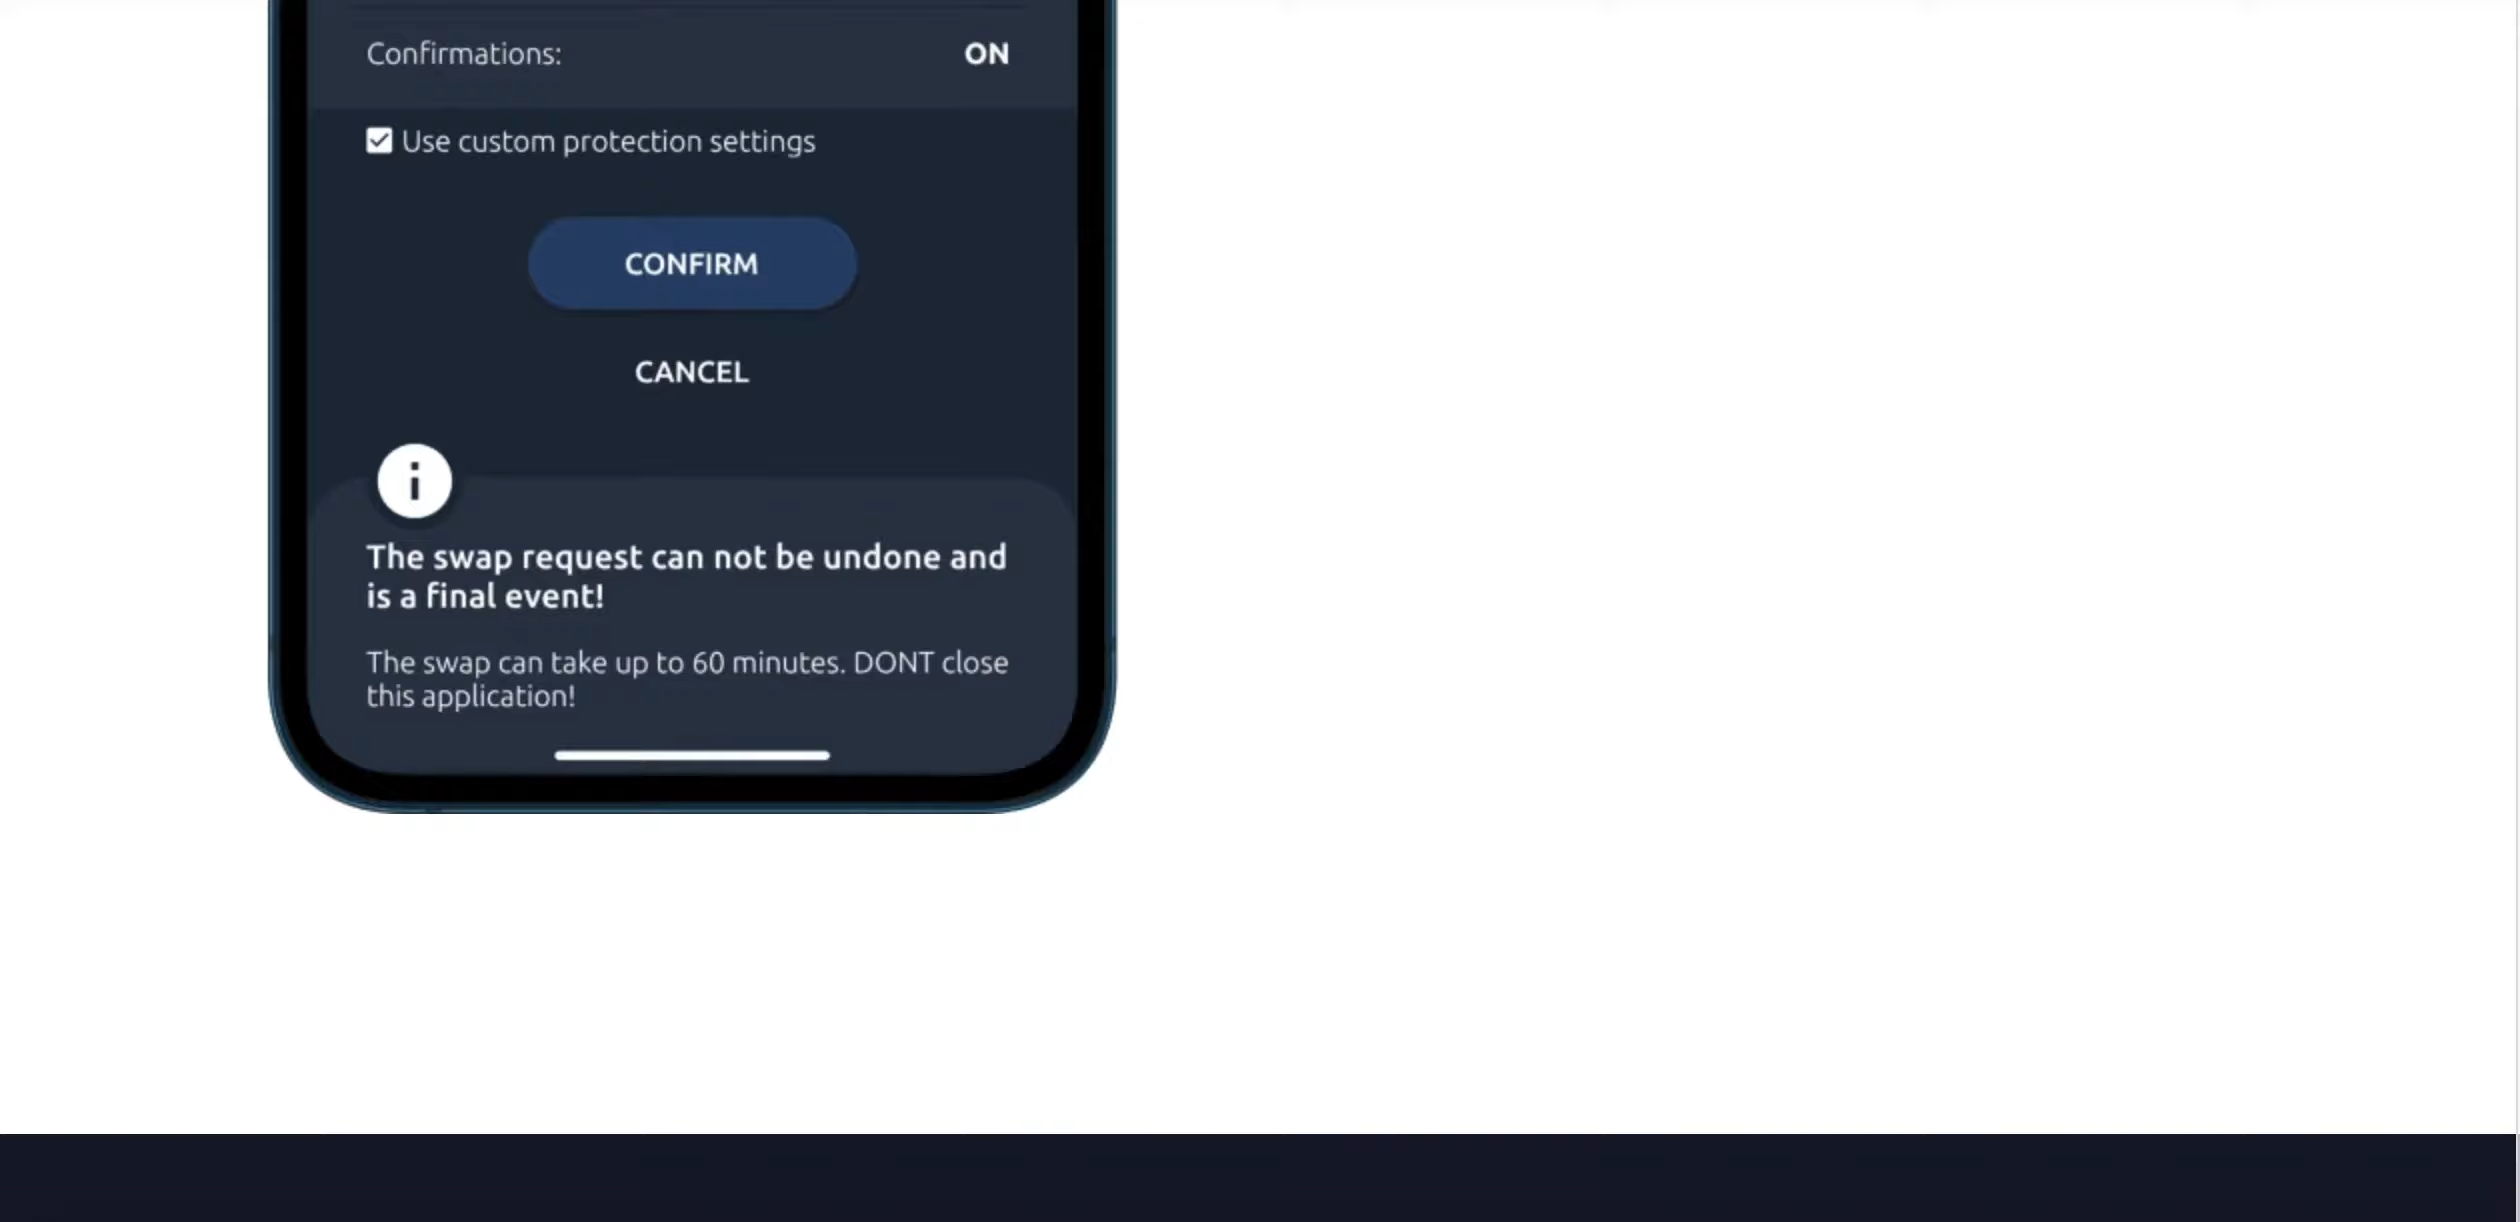 Confirmations: ON
Use custom protection settings
CONFIRM
CANCEL
The swap request can not be undone and
is a final event!
The swap can take up to 60 minutes. DONT close
this application!